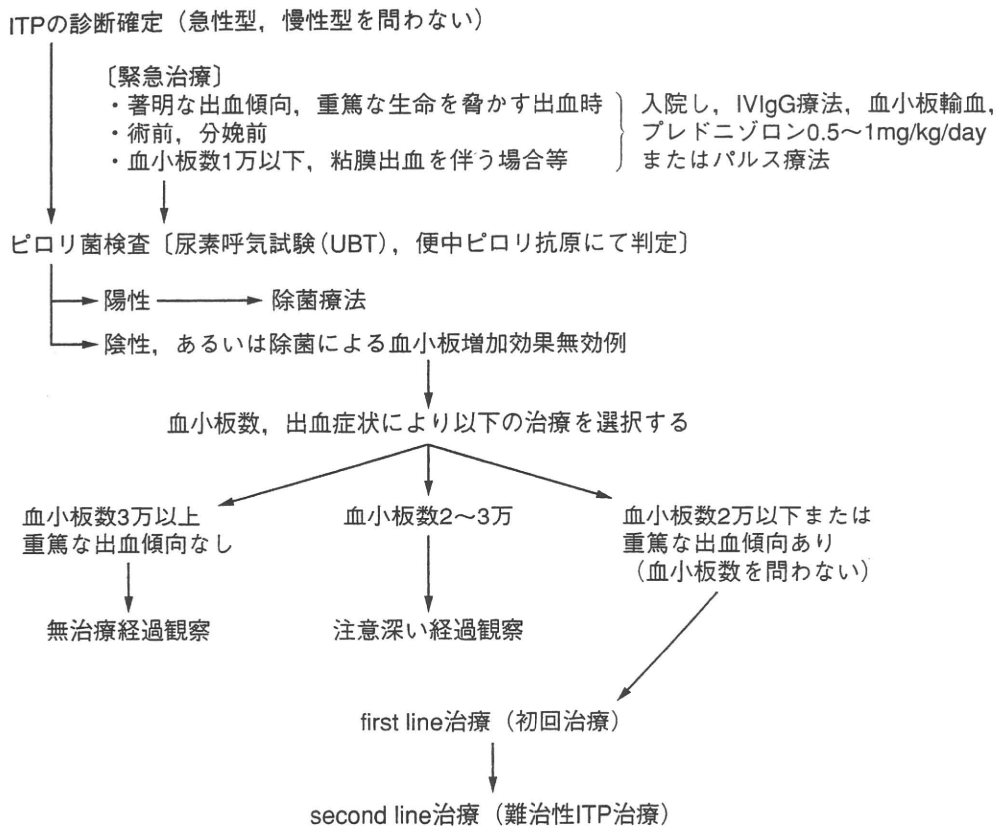 ITPの診断確定（急性型，慢性型を問わない）
〔緊急治療〕
・著明な出血傾向，重篤な生命を脅かす出血時
・術前，分娩前
・血小板数1万以下，粘膜出血を伴う場合等
入院し，IVIgG療法，血小板輸血，
プレドニゾロン0.5〜1mg/kg/day
またはパルス療法
ピロリ菌検査〔尿素呼気試験(UBT)，便中ピロリ抗原にて判定〕
陽性
除菌療法
陰性，あるいは除菌による血小板増加効果無効例
血小板数，出血症状により以下の治療を選択する
血小板数3万以上
重篤な出血傾向なし
無治療経過観察
血小板数2〜3万
注意深い経過観察
血小板数2万以下または
重篤な出血傾向あり
（血小板数を問わない）
first line治療（初回治療）
second line治療（難治性ITP治療）